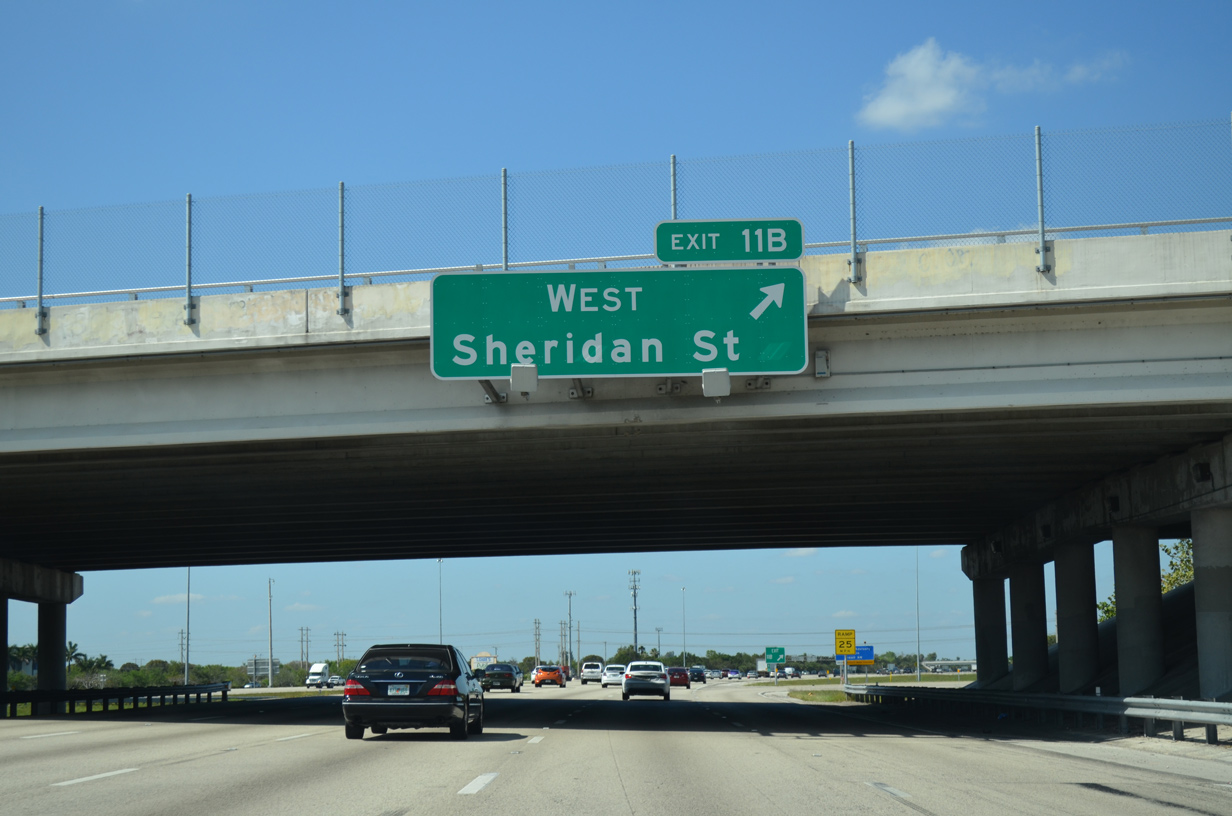 EXIT 11B
WEST
Sheridan St
RAMP
25